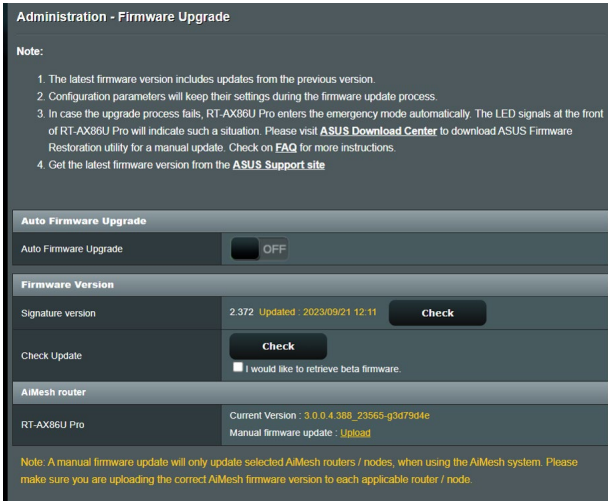 Administration - Firmware Upgrade
Note:
1. The latest firmware version includes updates from the previous version.
2. Configuration parameters will keep their settings during the firmware update process.
3. In case the upgrade process fails, RT-AX86U Pro enters the emergency mode automatically. The LED signals at the front
of RT-AX86U Pro will indicate such a situation. Please visit ASUS Download Center to download ASUS Firmware
Restoration utility for a manual update. Check on FAQ for more instructions.
4. Get the latest firmware version from the ASUS Support site
Auto Firmware Upgrade
Auto Firmware Upgrade OFF
Firmware Version
Signature version 2.372 Updated : 2023/09/21 12:11 Check
Check Update Check
I would like to retrieve beta firmware.
AiMesh router
RT-AX86U Pro Current Version : 3.0.0.4.388_23565-g3d79d4e
Manual firmware update : Upload
Note: A manual firmware update will only update selected AiMesh routers / nodes, when using the AiMesh system. Please
make sure you are uploading the correct AiMesh firmware version to each applicable router / node.